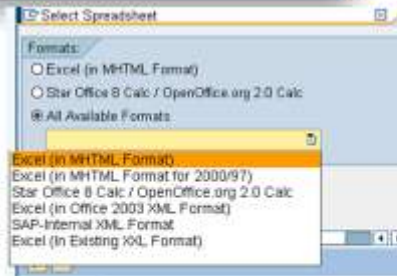 Select Spreadsheet
Formats:
Excel (in MHTML Format)
Star Office 8 Calc / OpenOffice.org 2.0 Calc
All Available Formats
Excel (in MHTML Format)
Excel (in MHTML Format for 2000/97)
Star Office 8 Calc / OpenOffice.org 2.0 Calc
Excel (in Office 2003 XML Format)
SAP-Internal XML Format
Excel (In Existing XXL Format)